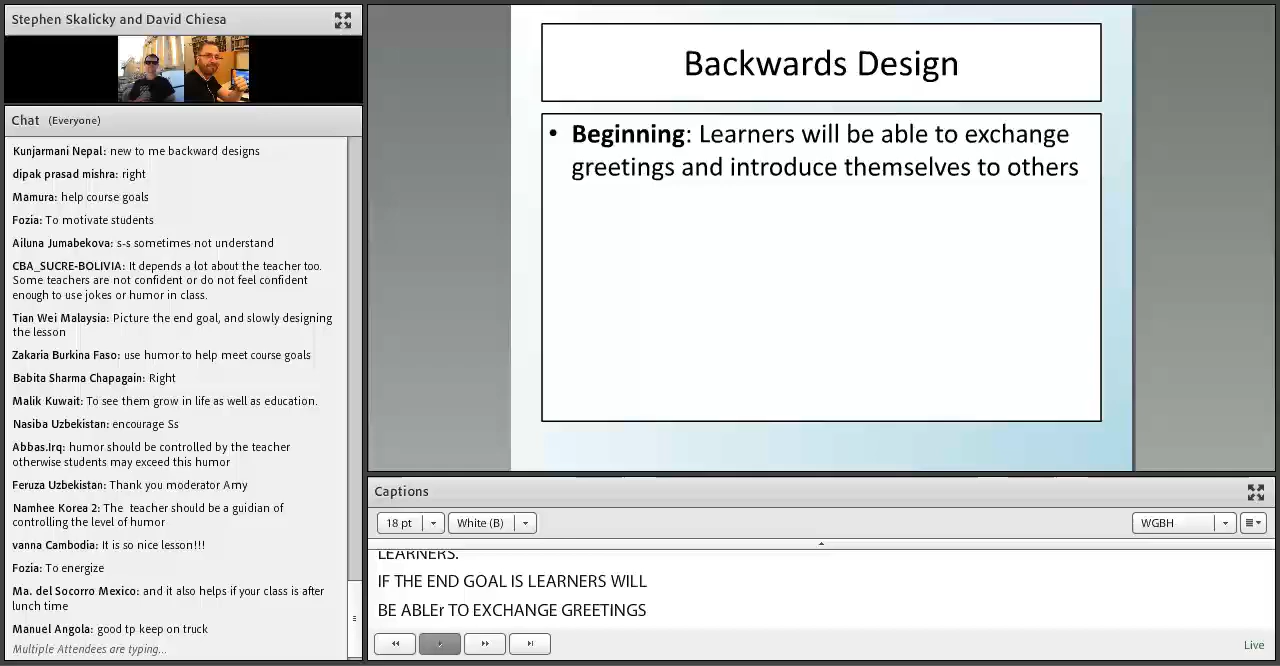 Stephen Skalicky and David Chiesa
Chat (Everyone)
Kunjarmani Nepal: new to me backward designs
dipak prasad mishra: right
Mamura: help course goals
Fozia: To motivate students
Ailuna Jumabekova: s-s sometimes not understand
CBA_SUCRE-BOLIVIA: It depends a lot about the teacher too.
Some teachers are not confident or do not feel confident
enough to use jokes or humor in class.
Tian Wei Malaysia: Picture the end goal, and slowly designing
the lesson
Zakaria Burkina Faso: use humor to help meet course goals
Babita Sharma Chapagain: Right
Malik Kuwait: To see them grow in life as well as education.
Nasiba Uzbekistan: encourage Ss
Abbas.Irq: humor should be controlled by the teacher
otherwise students may exceed this humor
Feruza Uzbekistan: Thank you moderator Amy
Namhee Korea 2: The  teacher should be a guidian of
controlling the level of humor
vanna Cambodia: It is so nice lesson!!!
Fozia: To energize
Ma. del Socorro Mexico: and it also helps if your class is after
lunch time
Manuel Angola: good tp keep on truck
Multiple Attendees are typing...
Backwards Design
• Beginning: Learners will be able to exchange
greetings and introduce themselves to others
Captions
18 pt
White (B)
WGBH
LEARNERS.
IF THE END GOAL IS LEARNERS WILL
BE ABLEr TO EXCHANGE GREETINGS
Live